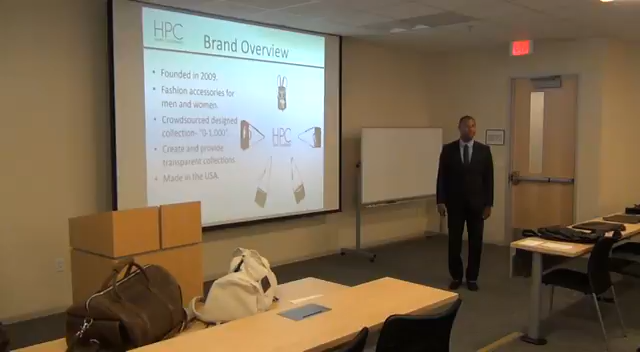 HPC
Brand Overview
• Founded in 2009.
• Fashion accessories for
men and women.
• Crowdsourced designed
collection- "0-1,000".
• Create and provide
transparent collections
• Made in the USA.
HPC
EXIT